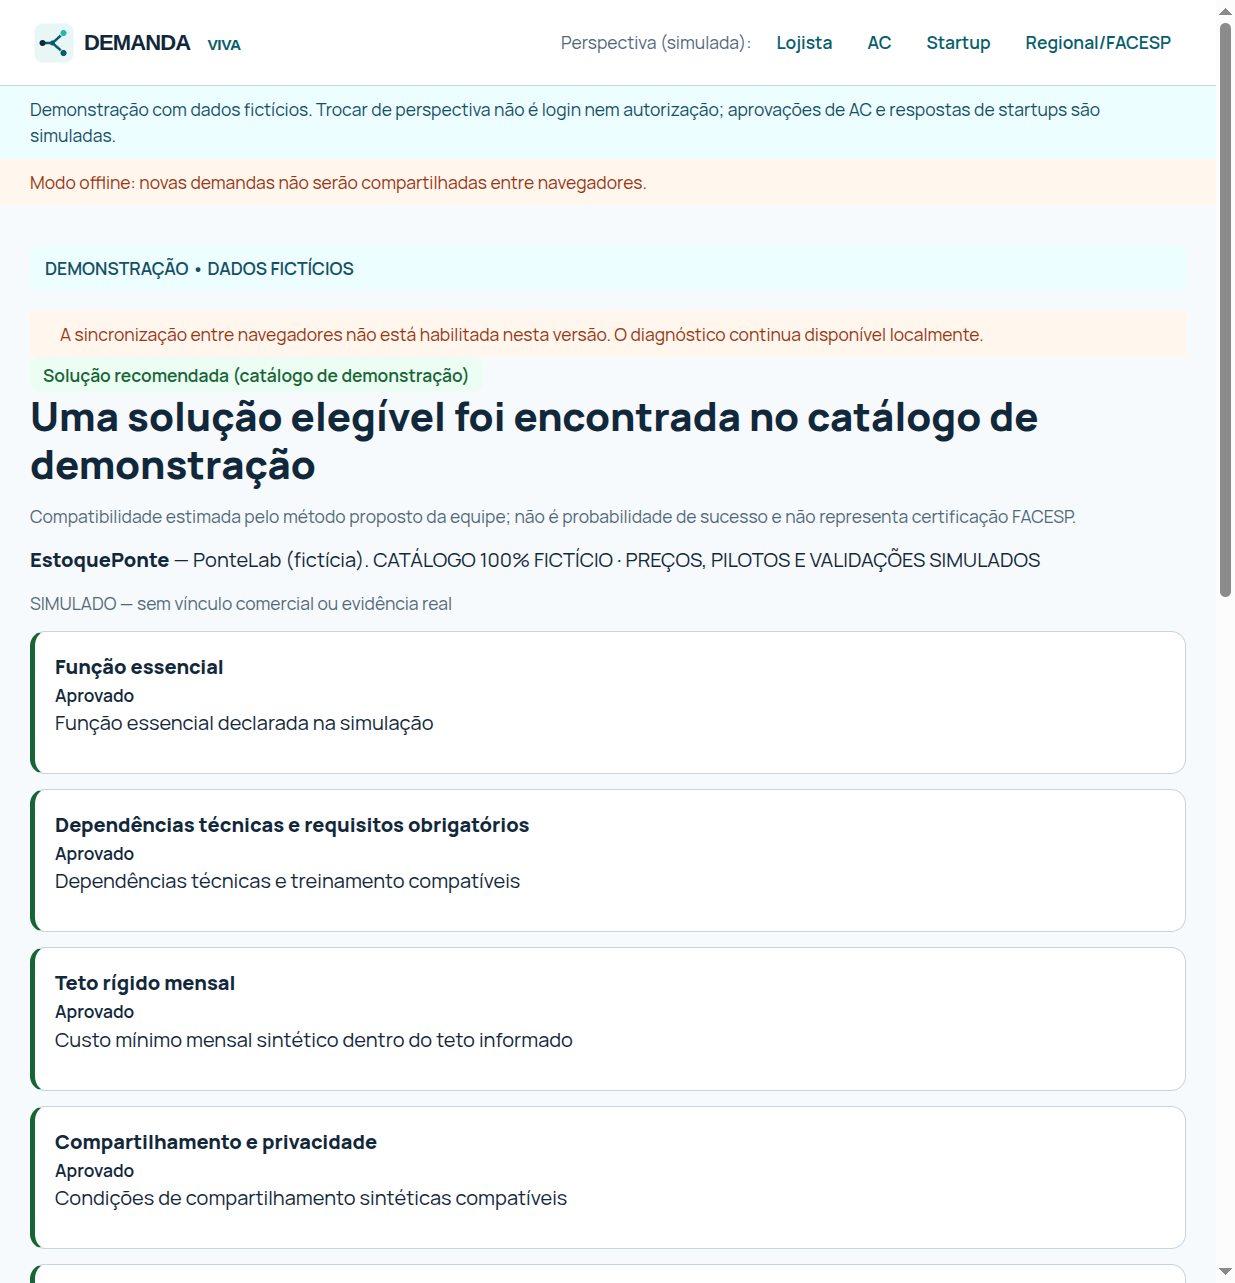 DEMANDA VIVA
Perspectiva (simulada): Lojista AC Startup Regional/FACESP
Demonstração com dados fictícios. Trocar de perspectiva não é login nem autorização; aprovações de AC e respostas de startups são
simuladas.
Modo offline: novas demandas não serão compartilhadas entre navegadores.
DEMONSTRAÇÃO • DADOS FICTÍCIOS
A sincronização entre navegadores não está habilitada nesta versão. O diagnóstico continua disponível localmente.
Solução recomendada (catálogo de demonstração)
Uma solução elegível foi encontrada no catálogo de
demonstração
Compatibilidade estimada pelo método proposto da equipe; não é probabilidade de sucesso e não representa certificação FACESP.
EstoquePonte — PonteLab (fictícia). CATÁLOGO 100% FICTÍCIO · PREÇOS, PILOTOS E VALIDAÇÕES SIMULADOS
SIMULADO — sem vínculo comercial ou evidência real
Função essencial
Aprovado
Função essencial declarada na simulação
Dependências técnicas e requisitos obrigatórios
Aprovado
Dependências técnicas e treinamento compatíveis
Teto rígido mensal
Aprovado
Custo mínimo mensal sintético dentro do teto informado
Compartilhamento e privacidade
Aprovado
Condições de compartilhamento sintéticas compatíveis